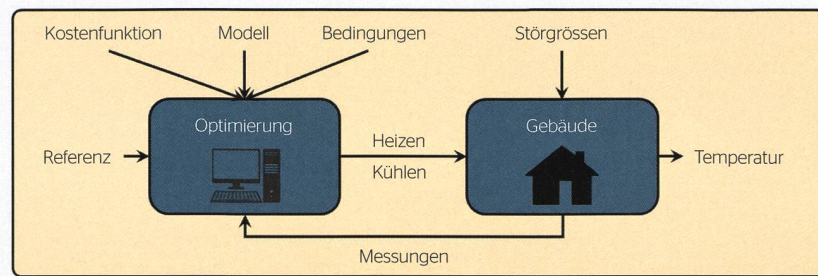 Kostenfunktion Modell Bedingungen Störgrössen
Optimierung Gebäude
Referenz Heizen Temperatur
Kühlen
Messungen